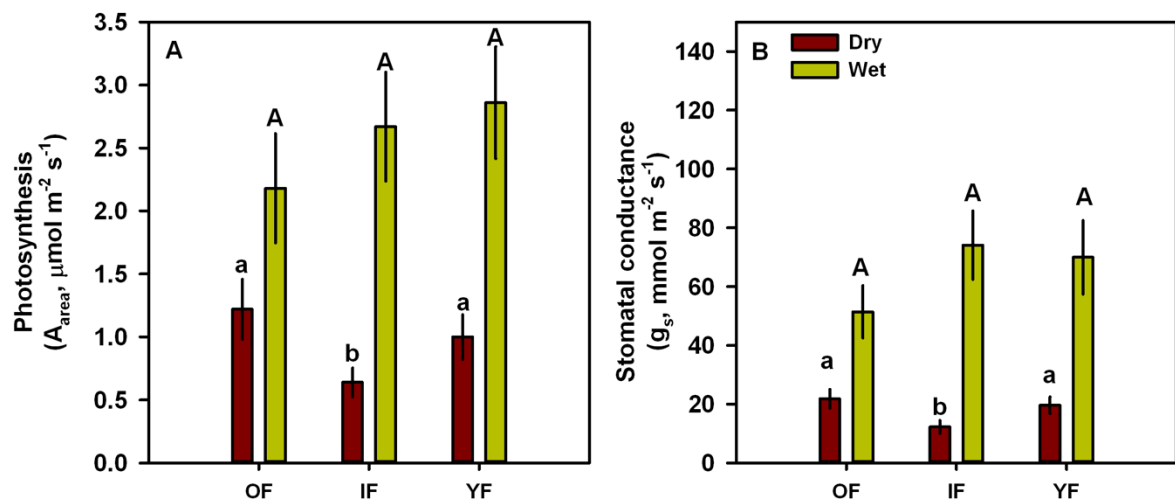 A
Photosynthesis
(A_area, μmol m⁻² s⁻¹)
3.5
3.0
2.5
2.0
1.5
1.0
0.5
0.0
a
A
b
A
a
A
OF
IF
YF
B
Dry
Wet
Stomatal conductance
(g_s, mmol m⁻² s⁻¹)
140
120
100
80
60
40
20
0
a
A
b
A
a
A
OF
IF
YF